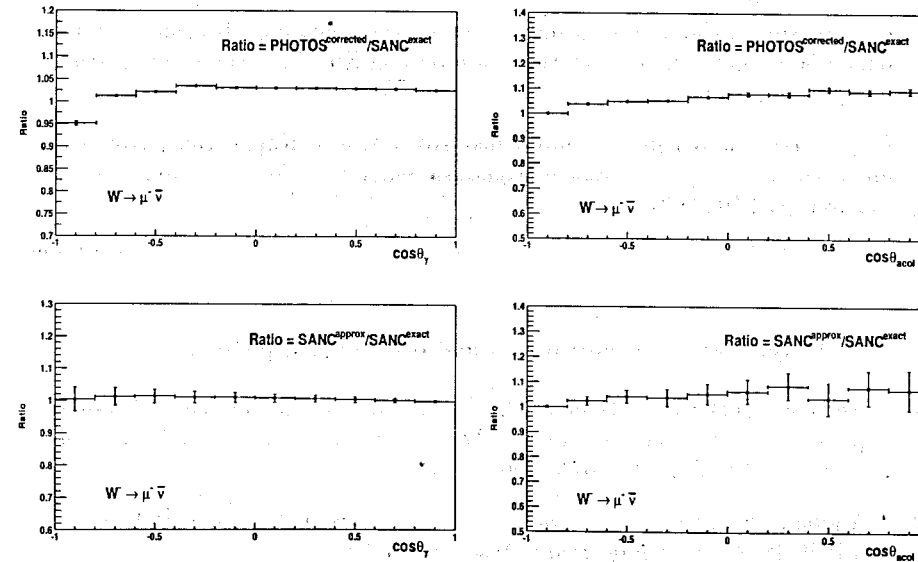 1.2
1.15
1.1
1.05
1
0.95
0.9
0.85
0.8
0.75
0.7
Ratio
Ratio = PHOTOS^corrected/SANC^exact
W⁻→ μ⁻ ν̄
-1 -0.5 0 0.5 1
COSθγ
1.4
1.3
1.2
1.1
1
0.9
0.8
0.7
0.6
0.5
Ratio
Ratio = PHOTOS^corrected/SANC^exact
W⁻→ μ⁻ ν̄
-1 -0.5 0 0.5
COSθacol
1.3
1.2
1.1
1
0.9
0.8
0.7
0.6
Ratio
Ratio = SANC^approx/SANC^exact
W⁻→ μ⁻ ν̄
-1 -0.5 0 0.5 1
COSθγ
1.4
1.3
1.2
1.1
1
0.9
0.8
0.7
0.6
0.5
Ratio
Ratio = SANC^approx/SANC^exact
W⁻→ μ⁻ ν̄
-1 -0.5 0 0.5
COSθacol